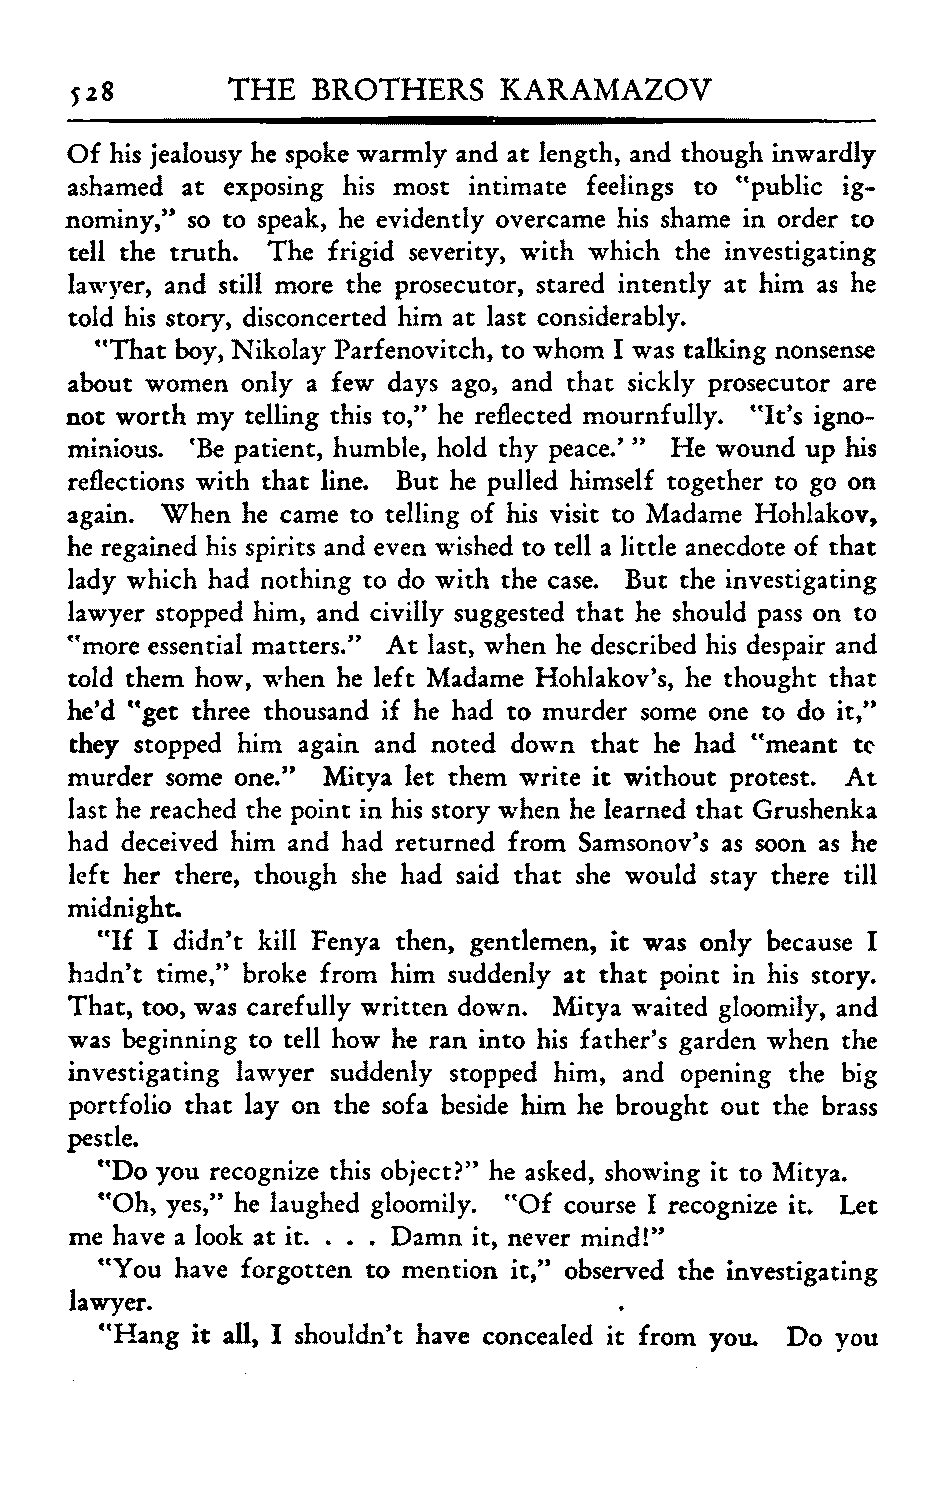 528 THE BROTHERS KARAMAZOV
Of his jealousy he spoke warmly and at length, and though inwardly
ashamed at exposing his most intimate feelings to "public ig-
nominy," so to speak, he evidently overcame his shame in order to
tell the truth. The frigid severity, with which the investigating
lawyer, and still more the prosecutor, stared intently at him as he
told his story, disconcerted him at last considerably.
"That boy, Nikolay Parfenovitch, to whom I was talking nonsense
about women only a few days ago, and that sickly prosecutor are
not worth my telling this to," he reflected mournfully. "It's igno-
minious. 'Be patient, humble, hold thy peace.'" He wound up his
reflections with that line. But he pulled himself together to go on
again. When he came to telling of his visit to Madame Hohlakov,
he regained his spirits and even wished to tell a little anecdote of that
lady which had nothing to do with the case. But the investigating
lawyer stopped him, and civilly suggested that he should pass on to
"more essential matters." At last, when he described his despair and
told them how, when he left Madame Hohlakov's, he thought that
he'd "get three thousand if he had to murder some one to do it,"
they stopped him again and noted down that he had "meant to
murder some one." Mitya let them write it without protest. At
last he reached the point in his story when he learned that Grushenka
had deceived him and had returned from Samsonov's as soon as he
left her there, though she had said that she would stay there till
midnight.
"If I didn't kill Fenya then, gentlemen, it was only because I
hadn't time," broke from him suddenly at that point in his story.
That, too, was carefully written down. Mitya waited gloomily, and
was beginning to tell how he ran into his father's garden when the
investigating lawyer suddenly stopped him, and opening the big
portfolio that lay on the sofa beside him he brought out the brass
pestle.
"Do you recognize this object?" he asked, showing it to Mitya.
"Oh, yes," he laughed gloomily. "Of course I recognize it. Let
me have a look at it. . . . Damn it, never mind!"
"You have forgotten to mention it," observed the investigating
lawyer.
"Hang it all, I shouldn't have concealed it from you. Do you